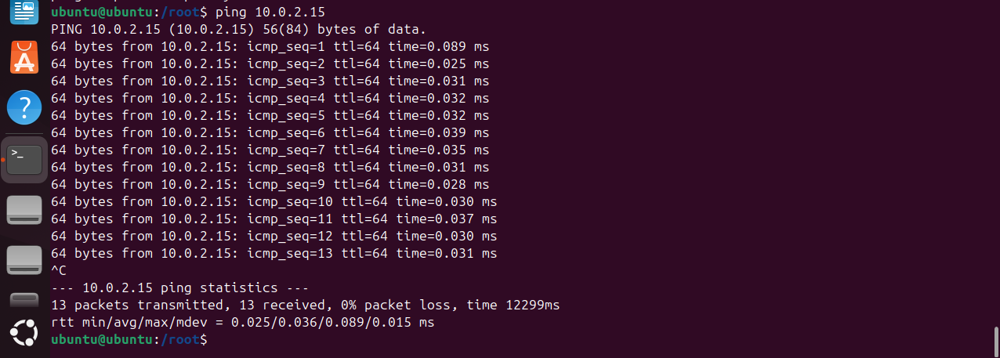 ubuntu@ubuntu:/root$ ping 10.0.2.15
PING 10.0.2.15 (10.0.2.15) 56(84) bytes of data.
64 bytes from 10.0.2.15: icmp_seq=1 ttl=64 time=0.089 ms
64 bytes from 10.0.2.15: icmp_seq=2 ttl=64 time=0.025 ms
64 bytes from 10.0.2.15: icmp_seq=3 ttl=64 time=0.031 ms
64 bytes from 10.0.2.15: icmp_seq=4 ttl=64 time=0.032 ms
64 bytes from 10.0.2.15: icmp_seq=5 ttl=64 time=0.032 ms
64 bytes from 10.0.2.15: icmp_seq=6 ttl=64 time=0.039 ms
64 bytes from 10.0.2.15: icmp_seq=7 ttl=64 time=0.035 ms
64 bytes from 10.0.2.15: icmp_seq=8 ttl=64 time=0.031 ms
64 bytes from 10.0.2.15: icmp_seq=9 ttl=64 time=0.028 ms
64 bytes from 10.0.2.15: icmp_seq=10 ttl=64 time=0.030 ms
64 bytes from 10.0.2.15: icmp_seq=11 ttl=64 time=0.037 ms
64 bytes from 10.0.2.15: icmp_seq=12 ttl=64 time=0.030 ms
64 bytes from 10.0.2.15: icmp_seq=13 ttl=64 time=0.031 ms
^C
--- 10.0.2.15 ping statistics ---
13 packets transmitted, 13 received, 0% packet loss, time 12299ms
rtt min/avg/max/mdev = 0.025/0.036/0.089/0.015 ms
ubuntu@ubuntu:/root$